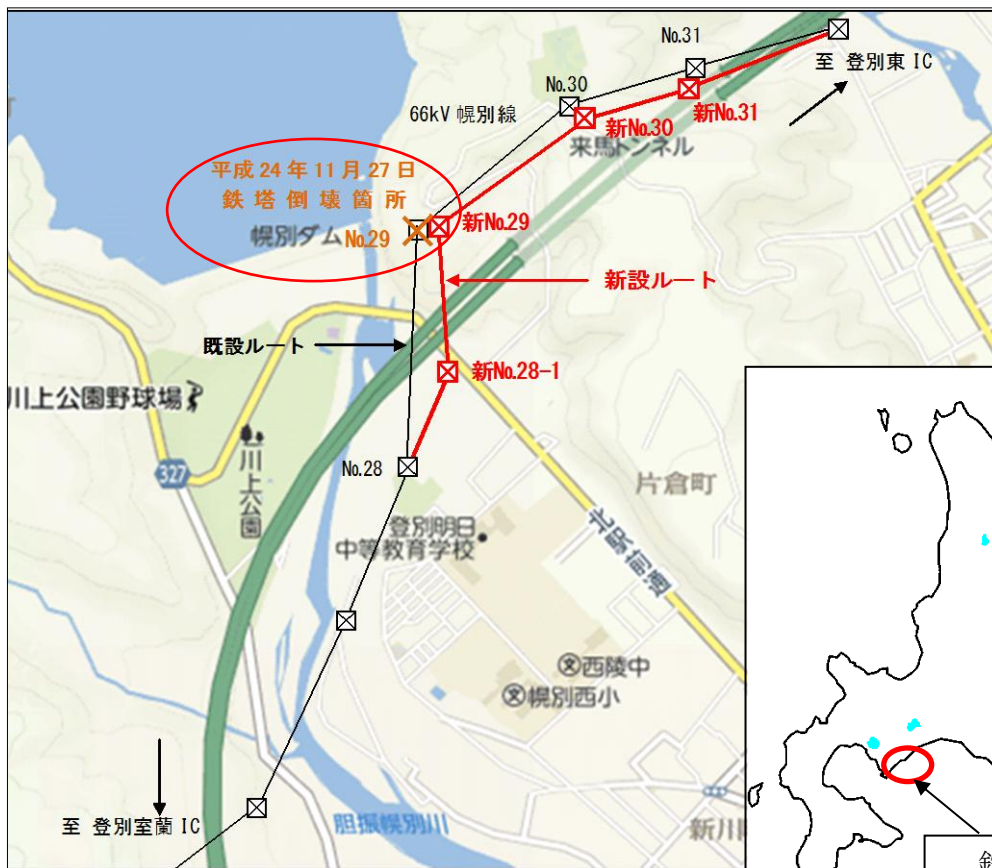 No.31
至 登別東 IC
No.30
66kV 幌別線
新No.31
新No.30
来馬トンネル
平成 24 年 11 月 27 日
鉄塔倒壊箇所
新No.29
幌別ダム
No.29
新設ルート
既設ルート
新No.28-1
川上公園野球場
327
川上公園
No.28
片倉町
登別明日
中等教育学校
北駅前通
文西陵中
文幌別西小
至 登別室蘭 IC
胆振幌別川
新川